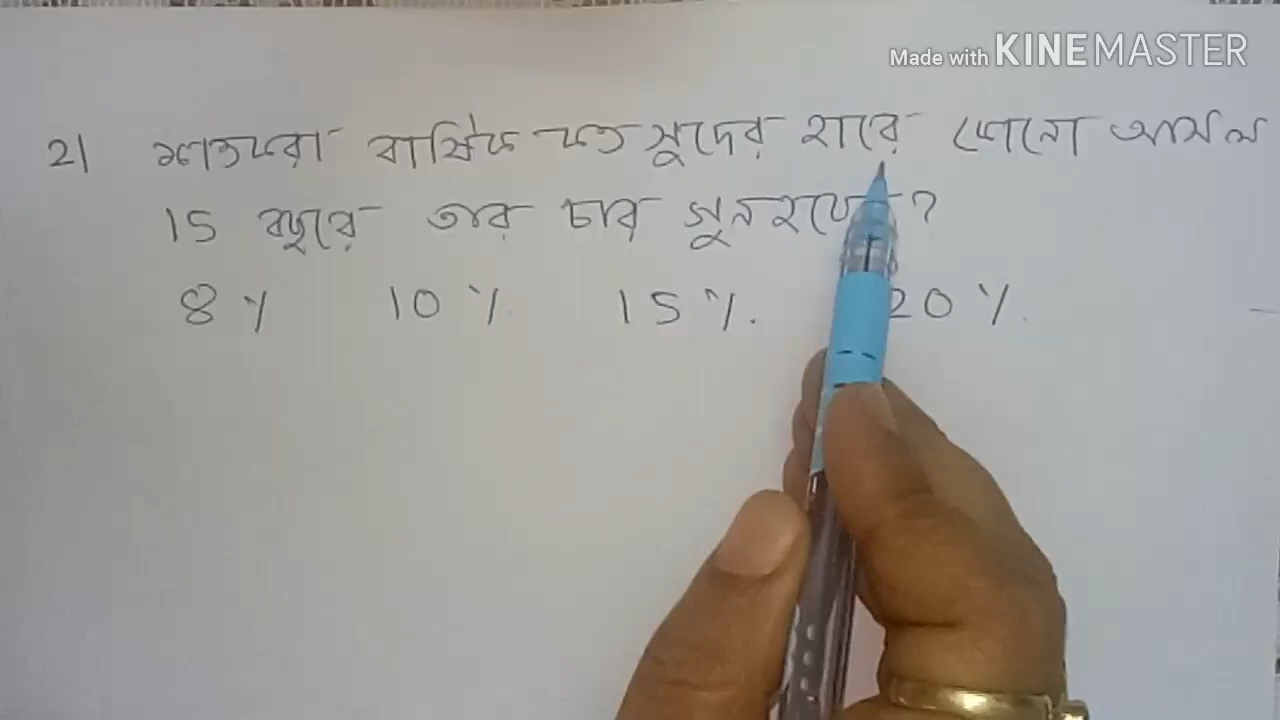 Made with KINEMASTER
২। শতকরা বার্ষিক কত সুদের হারে কোনো আসল
15 বছরে তার চার গুন হবে ?
8% 10% 15% 20%